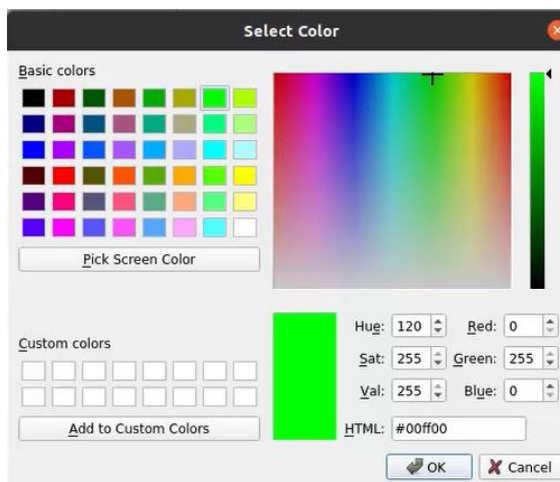 Select Color
Basic colors
Pick Screen Color
Custom colors
Add to Custom Colors
Hue: 120 Red: 0
Sat: 255 Green: 255
Val: 255 Blue: 0
HTML: #00ff00
OK Cancel